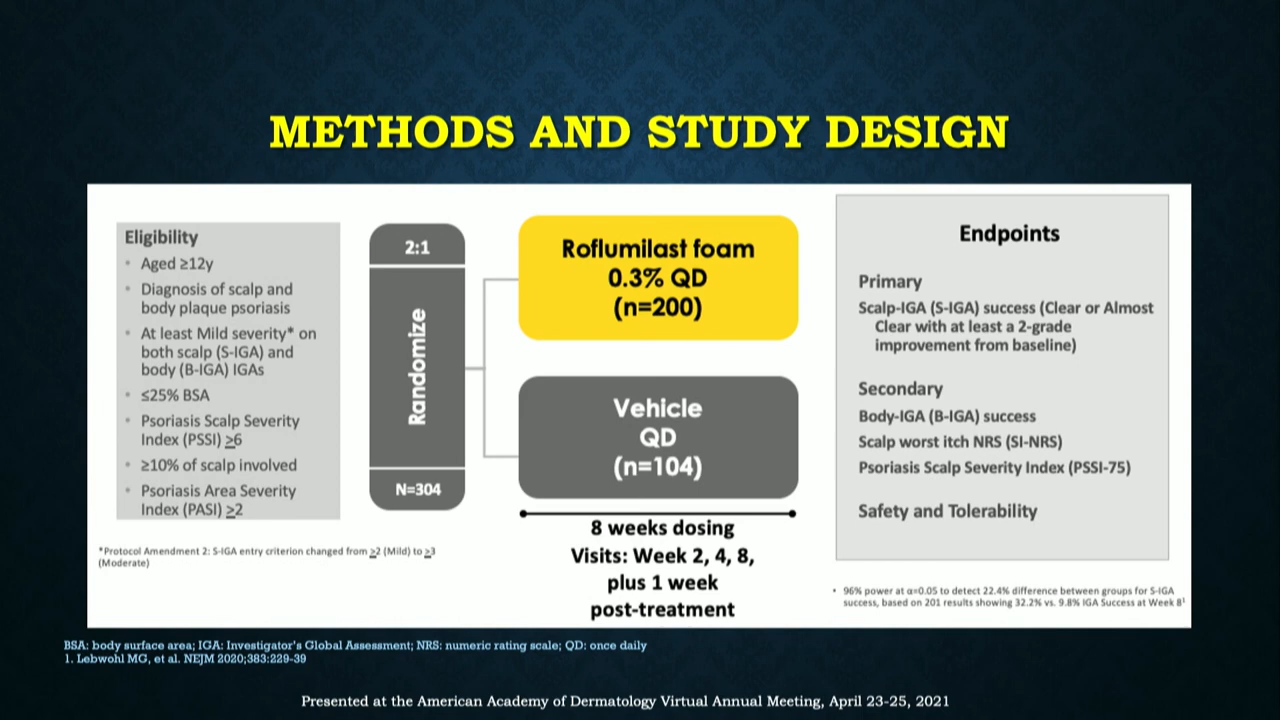 METHODS AND STUDY DESIGN
Eligibility
• Aged ≥12y
• Diagnosis of scalp and
body plaque psoriasis
• At least Mild severity* on
both scalp (S-IGA) and
body (B-IGA) IGAs
• ≤25% BSA
• Psoriasis Scalp Severity
Index (PSSI) ≥6
• ≥10% of scalp involved
• Psoriasis Area Severity
Index (PASI) ≥2
*Protocol Amendment 2: S-IGA entry criterion changed from ≥2 (Mild) to ≥3
(Moderate)
2:1
Randomize
N=304
Roflumilast foam
0.3% QD
(n=200)
Vehicle
QD
(n=104)
8 weeks dosing
Visits: Week 2, 4, 8,
plus 1 week
post-treatment
Endpoints
Primary
Scalp-IGA (S-IGA) success (Clear or Almost
Clear with at least a 2-grade
improvement from baseline)
Secondary
Body-IGA (B-IGA) success
Scalp worst itch NRS (SI-NRS)
Psoriasis Scalp Severity Index (PSSI-75)
Safety and Tolerability
• 96% power at α=0.05 to detect 22.4% difference between groups for S-IGA
success, based on 201 results showing 32.2% vs. 9.8% IGA Success at Week 8¹
BSA: body surface area; IGA: Investigator's Global Assessment; NRS: numeric rating scale; QD: once daily
1. Lebwohl MG, et al. NEJM 2020;383:229-39
Presented at the American Academy of Dermatology Virtual Annual Meeting, April 23-25, 2021